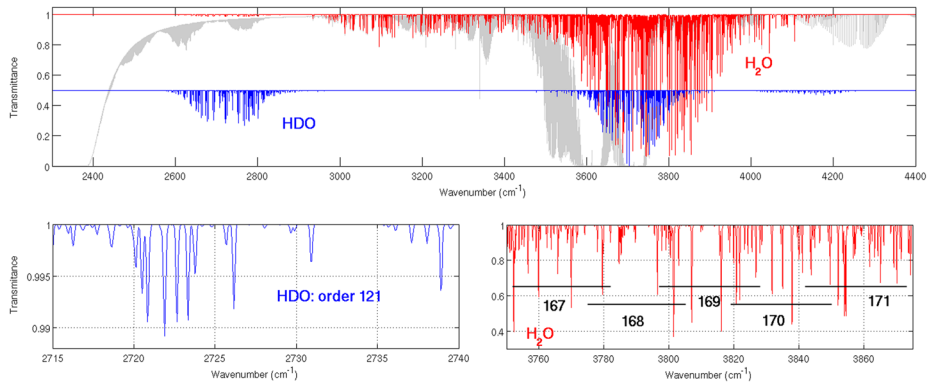 1
0.8
0.6
0.4
0.2
0
Transmittance
H2O
HDO
2400 2600 2800 3000 3200 3400 3600 3800 4000 4200 4400
Wavenumber (cm-1)
1
0.995
0.99
Transmittance
HDO: order 121
2715 2720 2725 2730 2735 2740
Wavenumber (cm-1)
1
0.8
0.6
0.4
Transmittance
167 168 169 170 171
H2O
3760 3780 3800 3820 3840 3860
Wavenumber (cm-1)